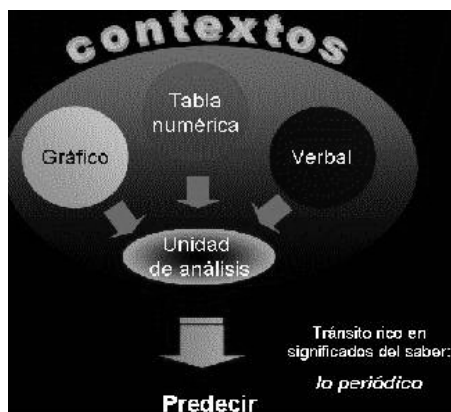 contextos
Tabla
numérica
Gráfico
Verbal
Unidad
de análisis
Tránsito rico en
significados del saber:
lo periódico
Predecir